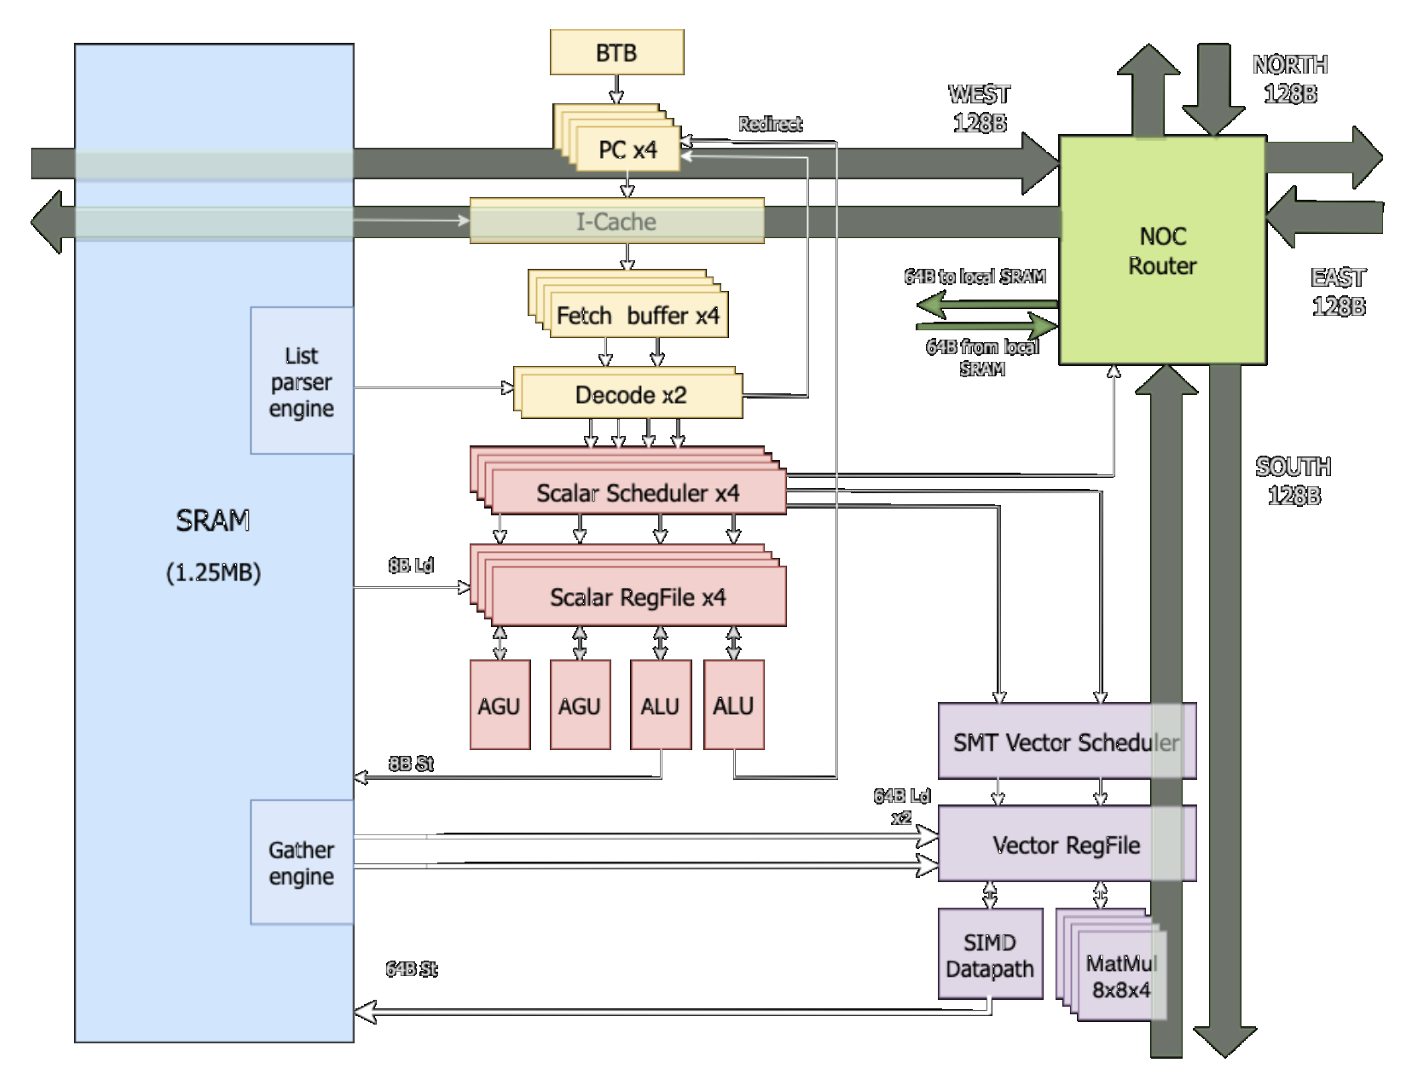 BTB
PC x4
Redirect
WEST
128B
NORTH
128B
I-Cache
NOC
Router
EAST
128B
64B to local SRAM
64B from local
SRAM
Fetch buffer x4
List
parser
engine
Decode x2
SOUTH
128B
Scalar Scheduler x4
SRAM
(1.25MB)
8B Ld
Scalar RegFile x4
AGU
AGU
ALU
ALU
SMT Vector Scheduler
8B St
64B Ld
x2
Gather
engine
Vector RegFile
SIMD
Datapath
MatMul
8x8x4
64B St